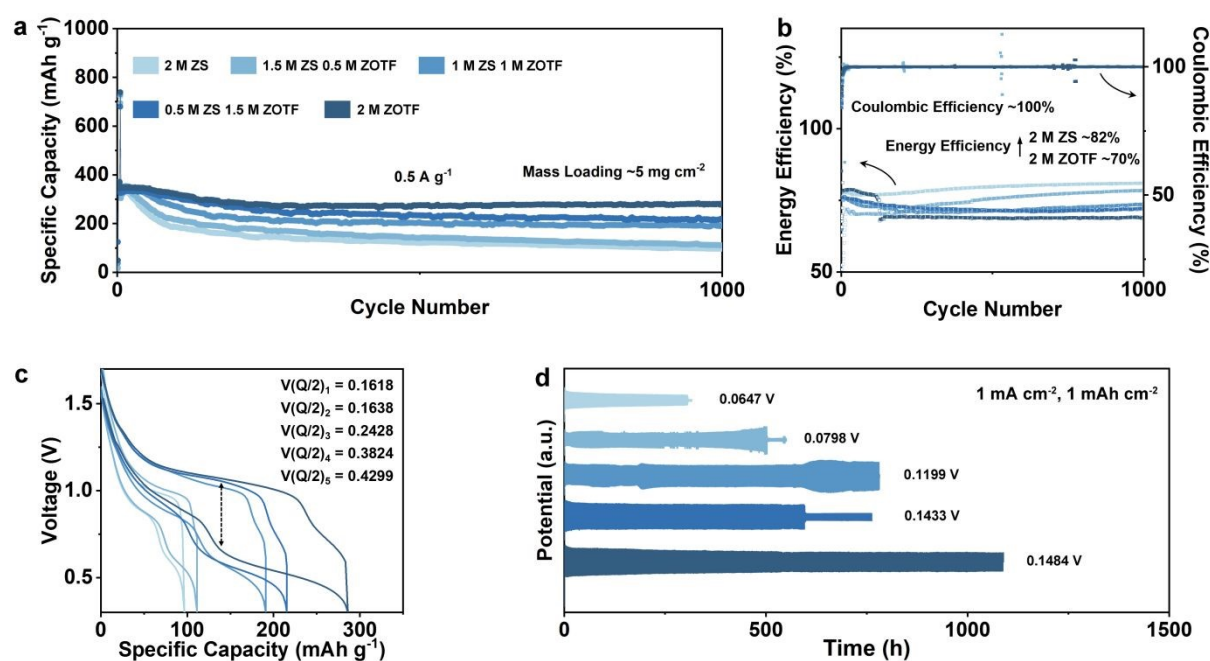 a
1000
800
600
400
200
0
Specific Capacity (mAh g⁻¹)
2 M ZS
1.5 M ZS 0.5 M ZOTF
1 M ZS 1 M ZOTF
0.5 M ZS 1.5 M ZOTF
2 M ZOTF
0.5 A g⁻¹
Mass Loading ~5 mg cm⁻²
0
1000
Cycle Number
b
Energy Efficiency (%)
100
50
Coulombic Efficiency ~100%
Energy Efficiency
2 M ZS ~82%
2 M ZOTF ~70%
100
50
Coulombic Efficiency (%)
0
1000
Cycle Number
c
Voltage (V)
1.5
1.0
0.5
V(Q/2)₁ = 0.1618
V(Q/2)₂ = 0.1638
V(Q/2)₃ = 0.2428
V(Q/2)₄ = 0.3824
V(Q/2)₅ = 0.4299
0
100
200
300
Specific Capacity (mAh g⁻¹)
d
Potential (a.u.)
1 mA cm⁻², 1 mAh cm⁻²
0.0647 V
0.0798 V
0.1199 V
0.1433 V
0.1484 V
0
500
1000
1500
Time (h)